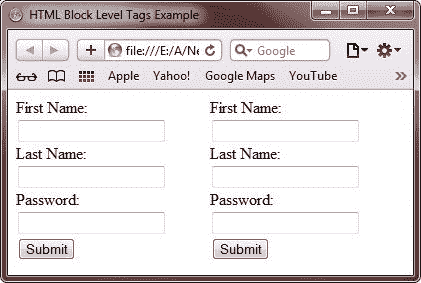 HTML Block Level Tags Example
file:///E:/A/Ne
Google
Apple Yahoo! Google Maps YouTube
First Name: First Name:
Last Name: Last Name:
Password: Password:
Submit Submit